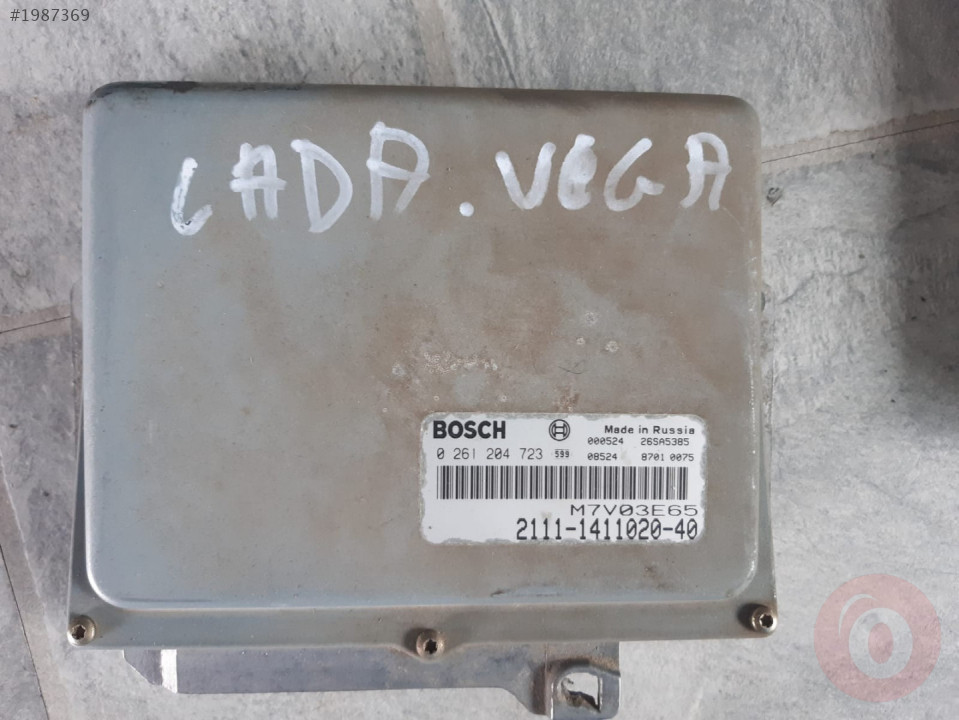 #1987369
LADA . VEGA
BOSCH Made in Russia
000524 26SA5385
0 261 204 723 599 08524 8701 0075
M7V03E65
2111-1411020-40